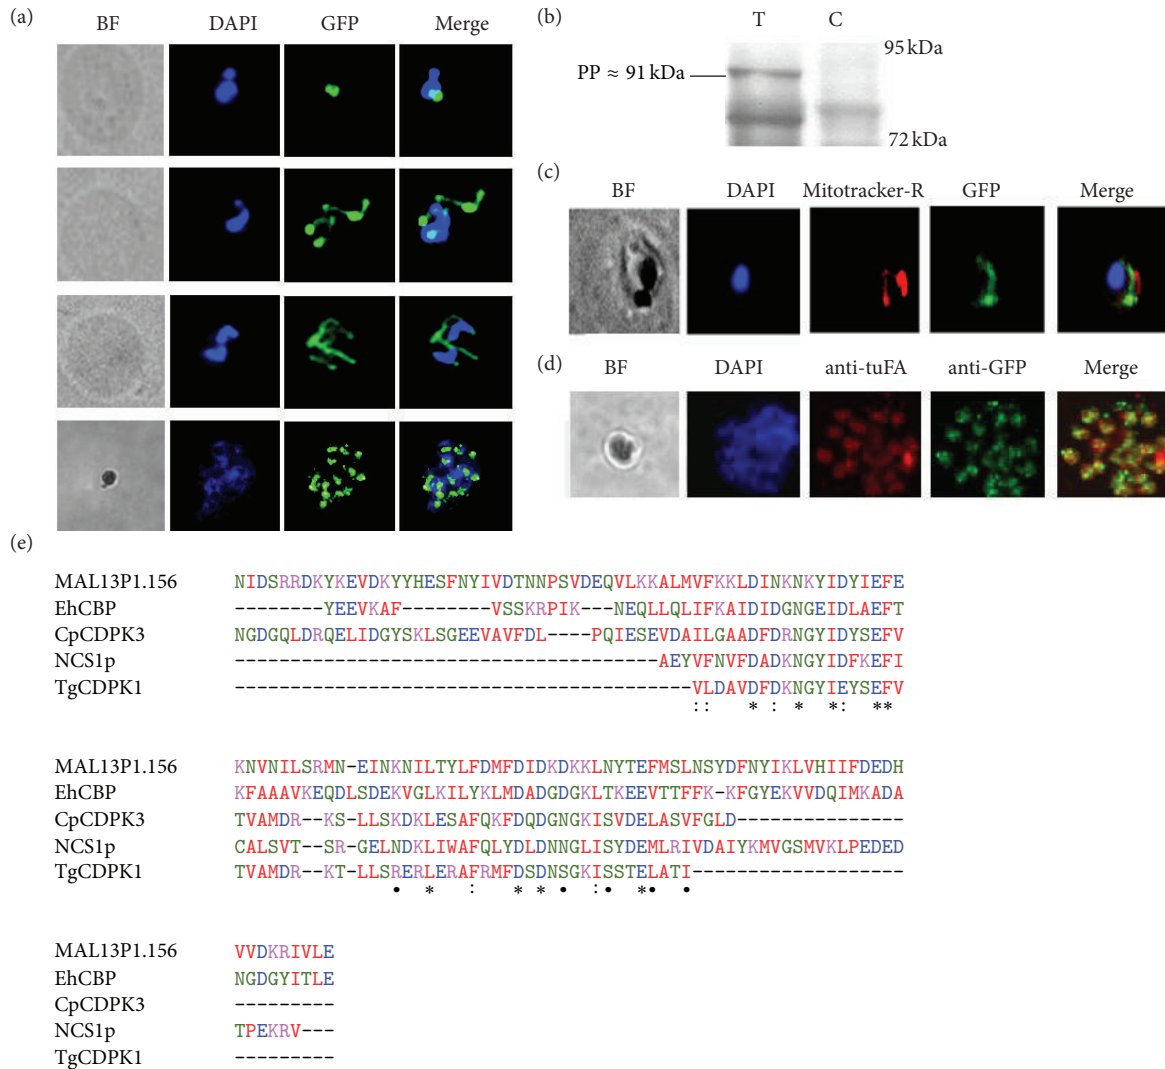 (a)
BF DAPI GFP Merge
(b)
T C
95 kDa
PP ≈ 91 kDa
72 kDa
(c)
BF DAPI Mitotracker-R GFP Merge
(d)
BF DAPI anti-tuFA anti-GFP Merge
(e)
MAL13P1.156 NIDSRRDKYKEVDKYYHESFNYIVDTNNPSVDEQVLKKALMVFKKLDINKNKYIDYIEFE
EhCBP --------YEEVKAF--------VSSKRPIK---NEQLLQLIFKAIDIDGNGEIDLAEFT
CpCDPK3 NGDGQLDRQELIDGYSKLSGEEVAVFDL----PQIESEVDAILGAADFDRNGYIDYSEFV
NCS1p --------------------------------------AEYVFNVFDADKNGYIDFKEFI
TgCDPK1 -----------------------------------------VLDAVDFDKNGYIEYSEFV
:: * : * *: **
MAL13P1.156 KNVNILSRMN-EINKNILTYLFDMFDIDKDKKLNYTEFMSLNSYDFNYIKLVHIIFDEDH
EhCBP KFAAAVKEQDLSDEKVGLKILYKLMDADGDGKLTKEEVTTFFK-KFGYEKVVDQIMKADA
CpCDPK3 TVAMDR--KS-LLSKDKLESAFQKFDQDGNGKISVDELASVFGLD---------------
NCS1p CALSVT--SR-GELNDKLIWAFQLYDLDNNGLISYDEMLRIVDAIYKMVGSMVKLPEDED
TgCDPK1 TVAMDR--KT-LLSRERLERAFRMFDSDNSGKISSTELATI-------------------
• * : * * • :• *• •
MAL13P1.156 VVDKRIVLE
EhCBP NGDGYITLE
CpCDPK3 ---------
NCS1p TPEKRV---
TgCDPK1 ---------